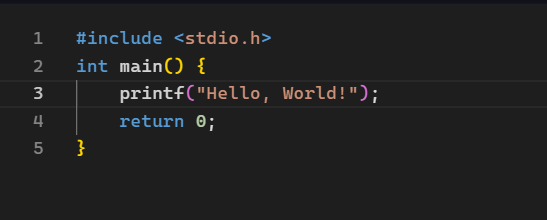 1 #include <stdio.h>
2 int main() {
3     printf("Hello, World!");
4     return 0;
5 }